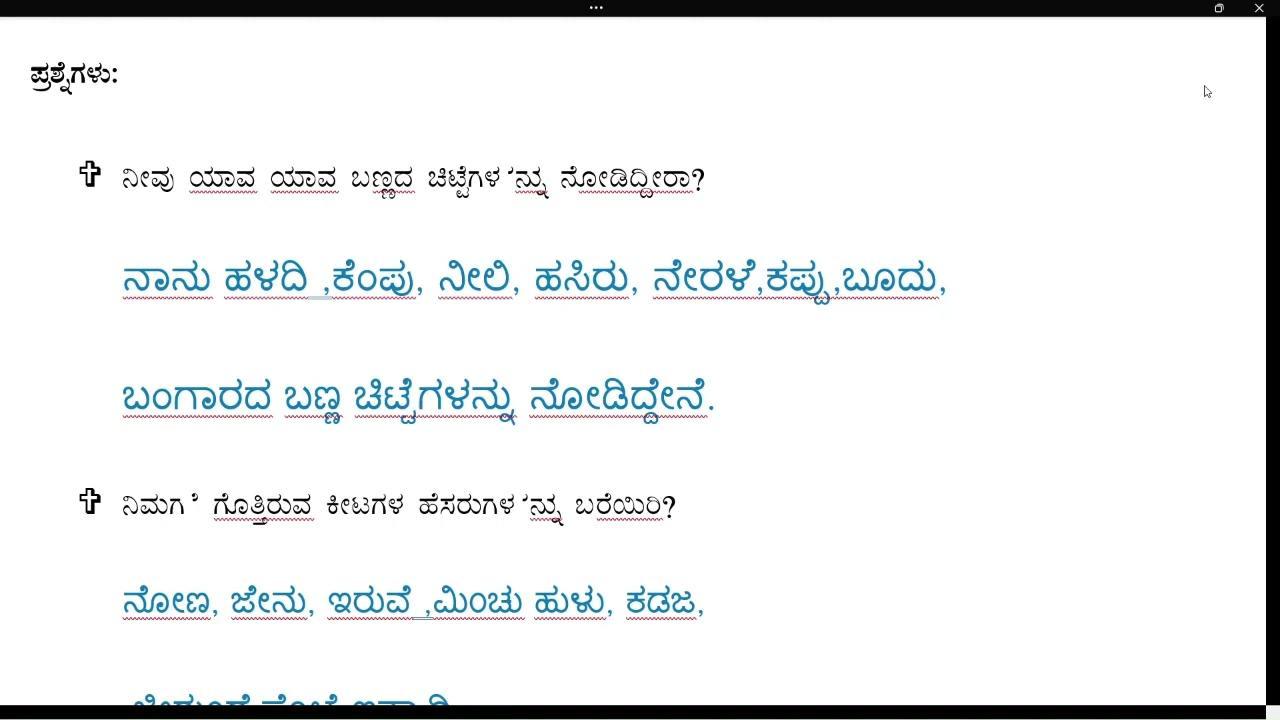 ಪ್ರಶ್ನೆಗಳು:
✞ ನೀವು ಯಾವ ಯಾವ ಬಣ್ಣದ ಚಿಟ್ಟೆಗಳನ್ನು ನೋಡಿದ್ದೀರಾ?
ನಾನು ಹಳದಿ ,ಕೆಂಪು, ನೀಲಿ, ಹಸಿರು, ನೇರಳೆ,ಕಪ್ಪು,ಬೂದು,
ಬಂಗಾರದ ಬಣ್ಣ ಚಿಟ್ಟೆಗಳನ್ನು ನೋಡಿದ್ದೇನೆ.
✞ ನಿಮಗೆ ಗೊತ್ತಿರುವ ಕೀಟಗಳ ಹೆಸರುಗಳನ್ನು ಬರೆಯಿರಿ?
ನೋಣ, ಜೇನು, ಇರುವೆ ,ಮಿಂಚು ಹುಳು, ಕಡಜ,